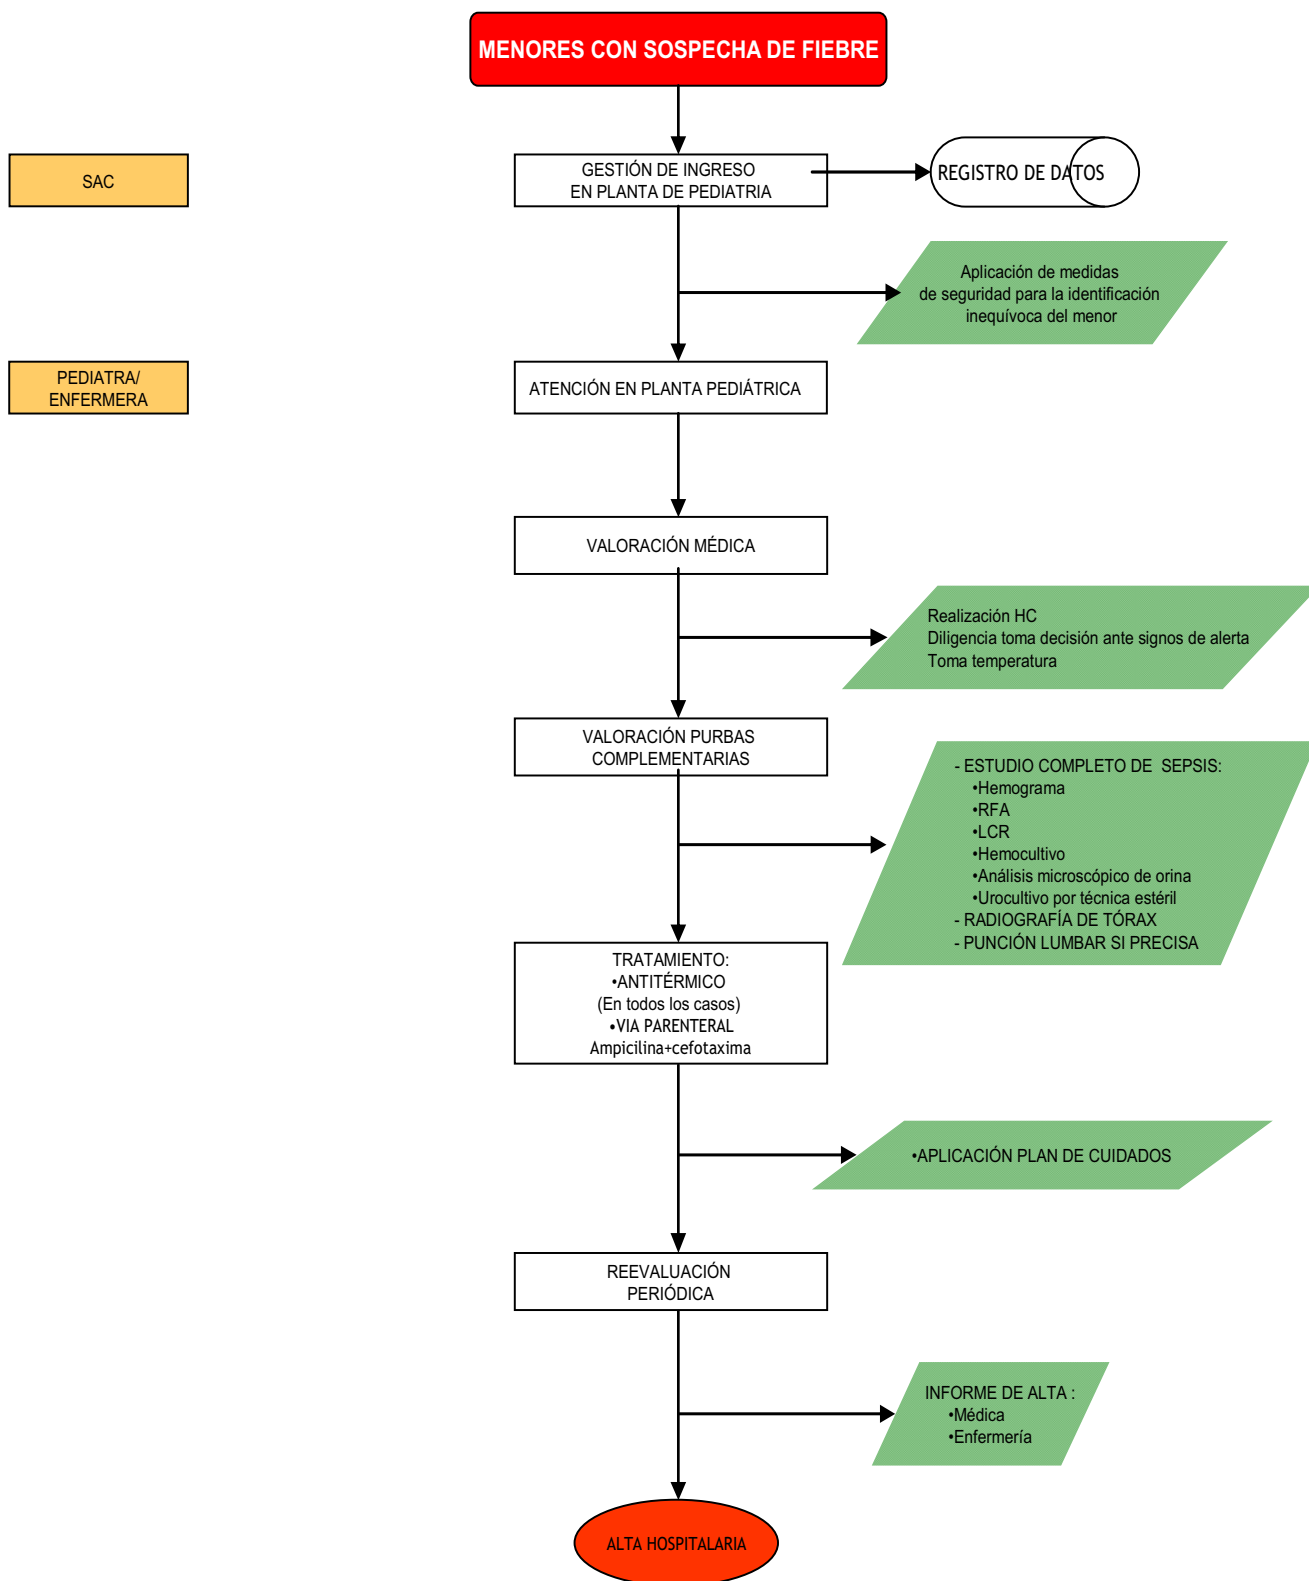 MENORES CON SOSPECHA DE FIEBRE
SAC
GESTIÓN DE INGRESO
EN PLANTA DE PEDIATRIA
REGISTRO DE DATOS
Aplicación de medidas
de seguridad para la identificación
inequívoca del menor
PEDIATRA/
ENFERMERA
ATENCIÓN EN PLANTA PEDIÁTRICA
VALORACIÓN MÉDICA
Realización HC
Diligencia toma decisión ante signos de alerta
Toma temperatura
VALORACIÓN PURBAS
COMPLEMENTARIAS
- ESTUDIO COMPLETO DE SEPSIS:
•Hemograma
•RFA
•LCR
•Hemocultivo
•Análisis microscópico de orina
•Urocultivo por técnica estéril
- RADIOGRAFÍA DE TÓRAX
- PUNCIÓN LUMBAR SI PRECISA
TRATAMIENTO:
•ANTITÉRMICO
(En todos los casos)
•VIA PARENTERAL
Ampicilina+cefotaxima
•APLICACIÓN PLAN DE CUIDADOS
REEVALUACIÓN
PERIÓDICA
INFORME DE ALTA :
•Médica
•Enfermería
ALTA HOSPITALARIA